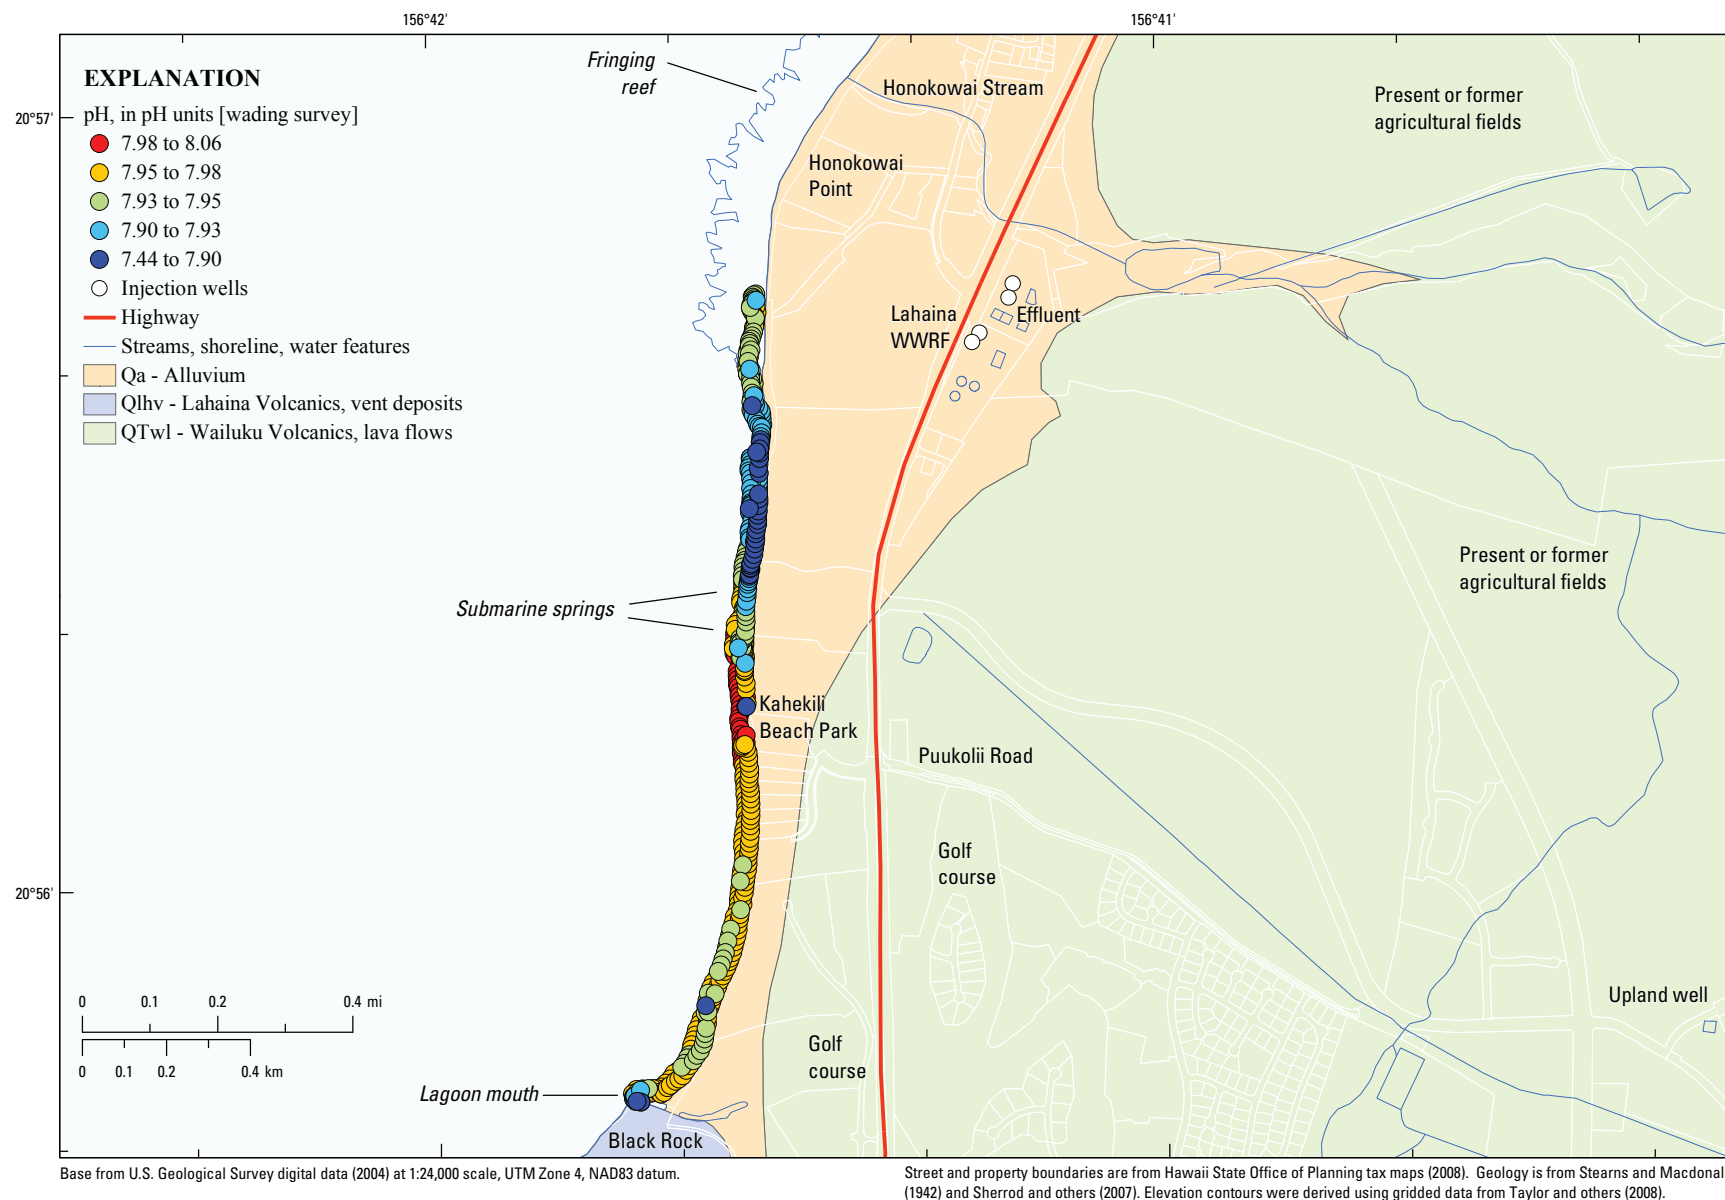 156°42'
156°41'
20°57'
20°56'
EXPLANATION
pH, in pH units [wading survey]
7.98 to 8.06
7.95 to 7.98
7.93 to 7.95
7.90 to 7.93
7.44 to 7.90
Injection wells
Highway
Streams, shoreline, water features
Qa - Alluvium
Qlhv - Lahaina Volcanics, vent deposits
QTwl - Wailuku Volcanics, lava flows
Fringing
reef
Honokowai Stream
Present or former
agricultural fields
Honokowai
Point
Lahaina
WWRF
Effluent
Present or former
agricultural fields
Submarine springs
Kahekili
Beach Park
Puukolii Road
Golf
course
Upland well
Golf
course
0 0.1 0.2 0.4 mi
0 0.1 0.2 0.4 km
Lagoon mouth
Black Rock
Base from U.S. Geological Survey digital data (2004) at 1:24,000 scale, UTM Zone 4, NAD83 datum.
Street and property boundaries are from Hawaii State Office of Planning tax maps (2008). Geology is from Stearns and Macdonal
(1942) and Sherrod and others (2007). Elevation contours were derived using gridded data from Taylor and others (2008).